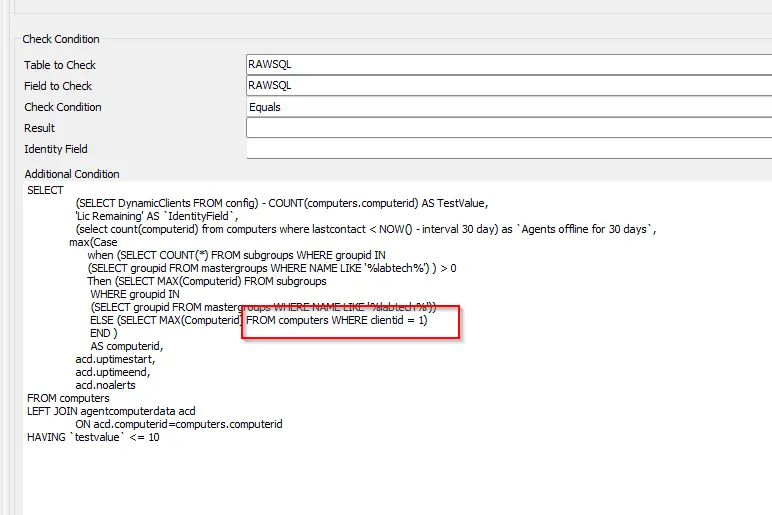 Check Condition
Table to Check RAWSQL
Field to Check RAWSQL
Check Condition Equals
Result
Identity Field
Additional Condition
SELECT
(SELECT DynamicClients FROM config) - COUNT(computers.computerid) AS TestValue,
'Lic Remaining' AS `IdentityField`,
(select count(computerid) from computers where lastcontact < NOW() - interval 30 day) as `Agents offline for 30 days`,
max(Case
when (SELECT COUNT(*) FROM subgroups WHERE groupid IN
(SELECT groupid FROM mastergroups WHERE NAME LIKE '%labtech%') ) > 0
Then (SELECT MAX(Computerid) FROM subgroups
WHERE groupid IN
(SELECT groupid FROM mastergroups WHERE NAME LIKE '%labtech%'))
ELSE (SELECT MAX(Computerid) FROM computers WHERE clientid = 1)
END )
AS computerid,
acd.uptimestart,
acd.uptimeend,
acd.noalerts
FROM computers
LEFT JOIN agentcomputerdata acd
ON acd.computerid=computers.computerid
HAVING `testvalue` <= 10